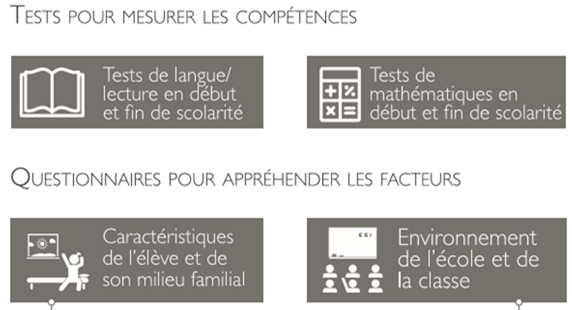 TESTS POUR MESURER LES COMPÉTENCES
Tests de langue/
lecture en début
et fin de scolarité
Tests de
mathématiques en
début et fin de scolarité
QUESTIONNAIRES POUR APPRÉHENDER LES FACTEURS
Caractéristiques
de l'élève et de
son milieu familial
Environnement
de l'école et de
la classe